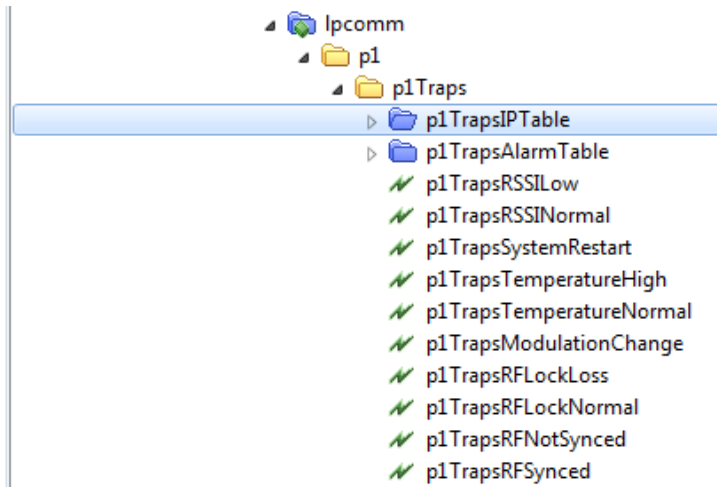 lpcomm
p1
p1Traps
p1TrapsIPTable
p1TrapsAlarmTable
p1TrapsRSSILow
p1TrapsRSSINormal
p1TrapsSystemRestart
p1TrapsTemperatureHigh
p1TrapsTemperatureNormal
p1TrapsModulationChange
p1TrapsRFLockLoss
p1TrapsRFLockNormal
p1TrapsRFNotSynced
p1TrapsRFSynced